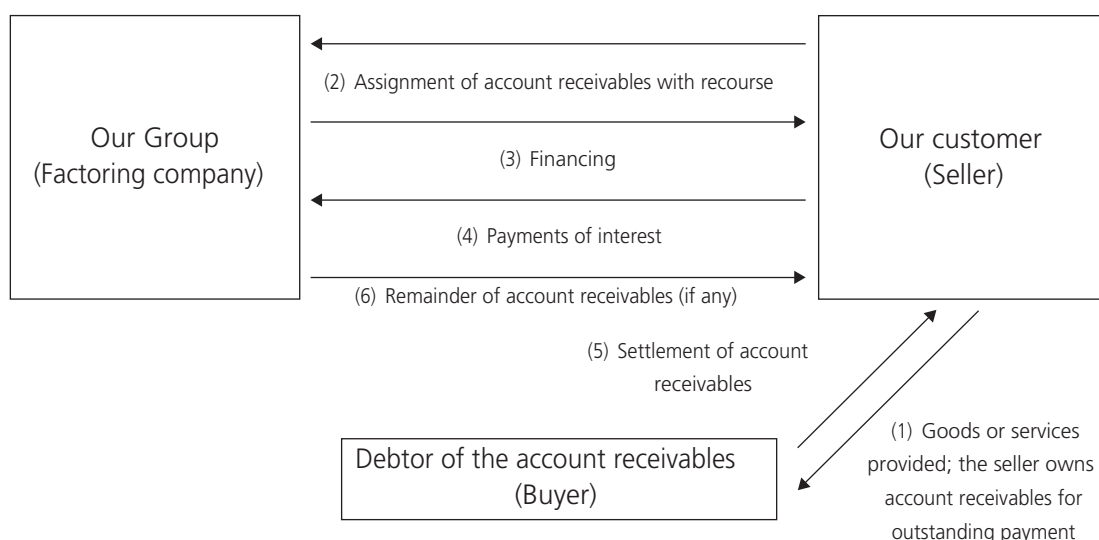 (2) Assignment of account receivables with recourse
Our Group
(Factoring company)
Our customer
(Seller)
(3) Financing
(4) Payments of interest
(6) Remainder of account receivables (if any)
(5) Settlement of account
receivables
Debtor of the account receivables
(Buyer)
(1) Goods or services
provided; the seller owns
account receivables for
outstanding payment